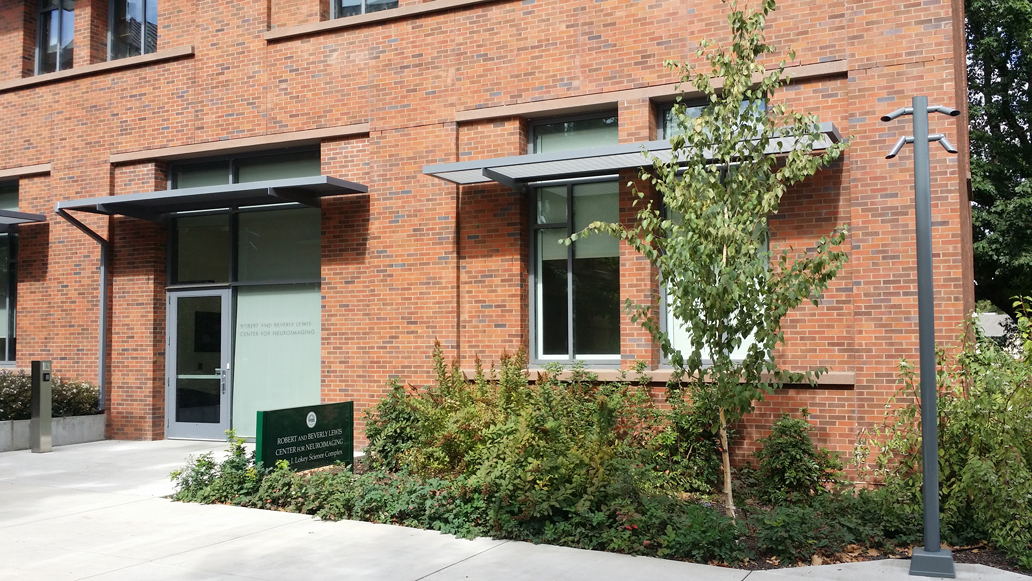 ROBERT AND BEVERLY LEWIS
CENTER FOR NEUROIMAGING
ROBERT AND BEVERLY LEWIS
CENTER FOR NEUROIMAGING
I. Lokey Science Complex